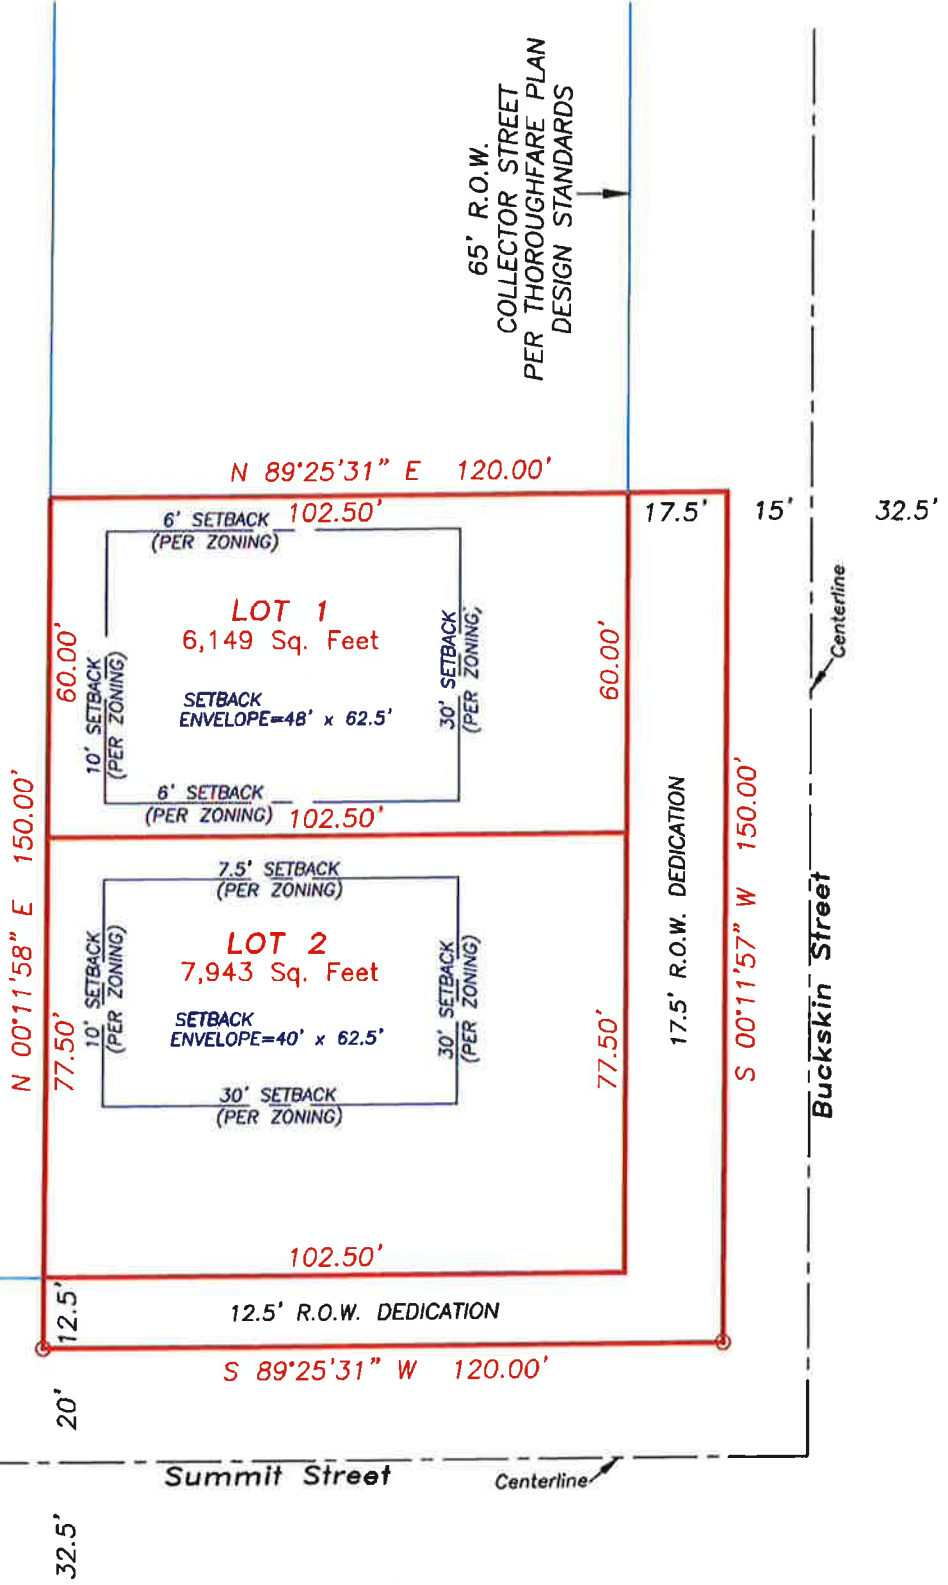 65' R.O.W.
COLLECTOR STREET
PER THOROUGHFARE PLAN
DESIGN STANDARDS
N 89°25'31" E 120.00'
102.50'
17.5'
15'
32.5'
6' SETBACK
(PER ZONING)
LOT 1
6,149 Sq. Feet
SETBACK
ENVELOPE=48' x 62.5'
60.00'
10' SETBACK
(PER ZONING)
30' SETBACK
(PER ZONING)
60.00'
Centerline
6' SETBACK
(PER ZONING)
102.50'
N 00°11'58" E 150.00'
7.5' SETBACK
(PER ZONING)
LOT 2
7,943 Sq. Feet
SETBACK
ENVELOPE=40' x 62.5'
77.50'
10' SETBACK
(PER ZONING)
30' SETBACK
(PER ZONING)
77.50'
17.5' R.O.W. DEDICATION
S 00°11'57" W 150.00'
Buckskin Street
30' SETBACK
(PER ZONING)
102.50'
12.5'
12.5' R.O.W. DEDICATION
S 89°25'31" W 120.00'
20'
Summit Street
Centerline
32.5'